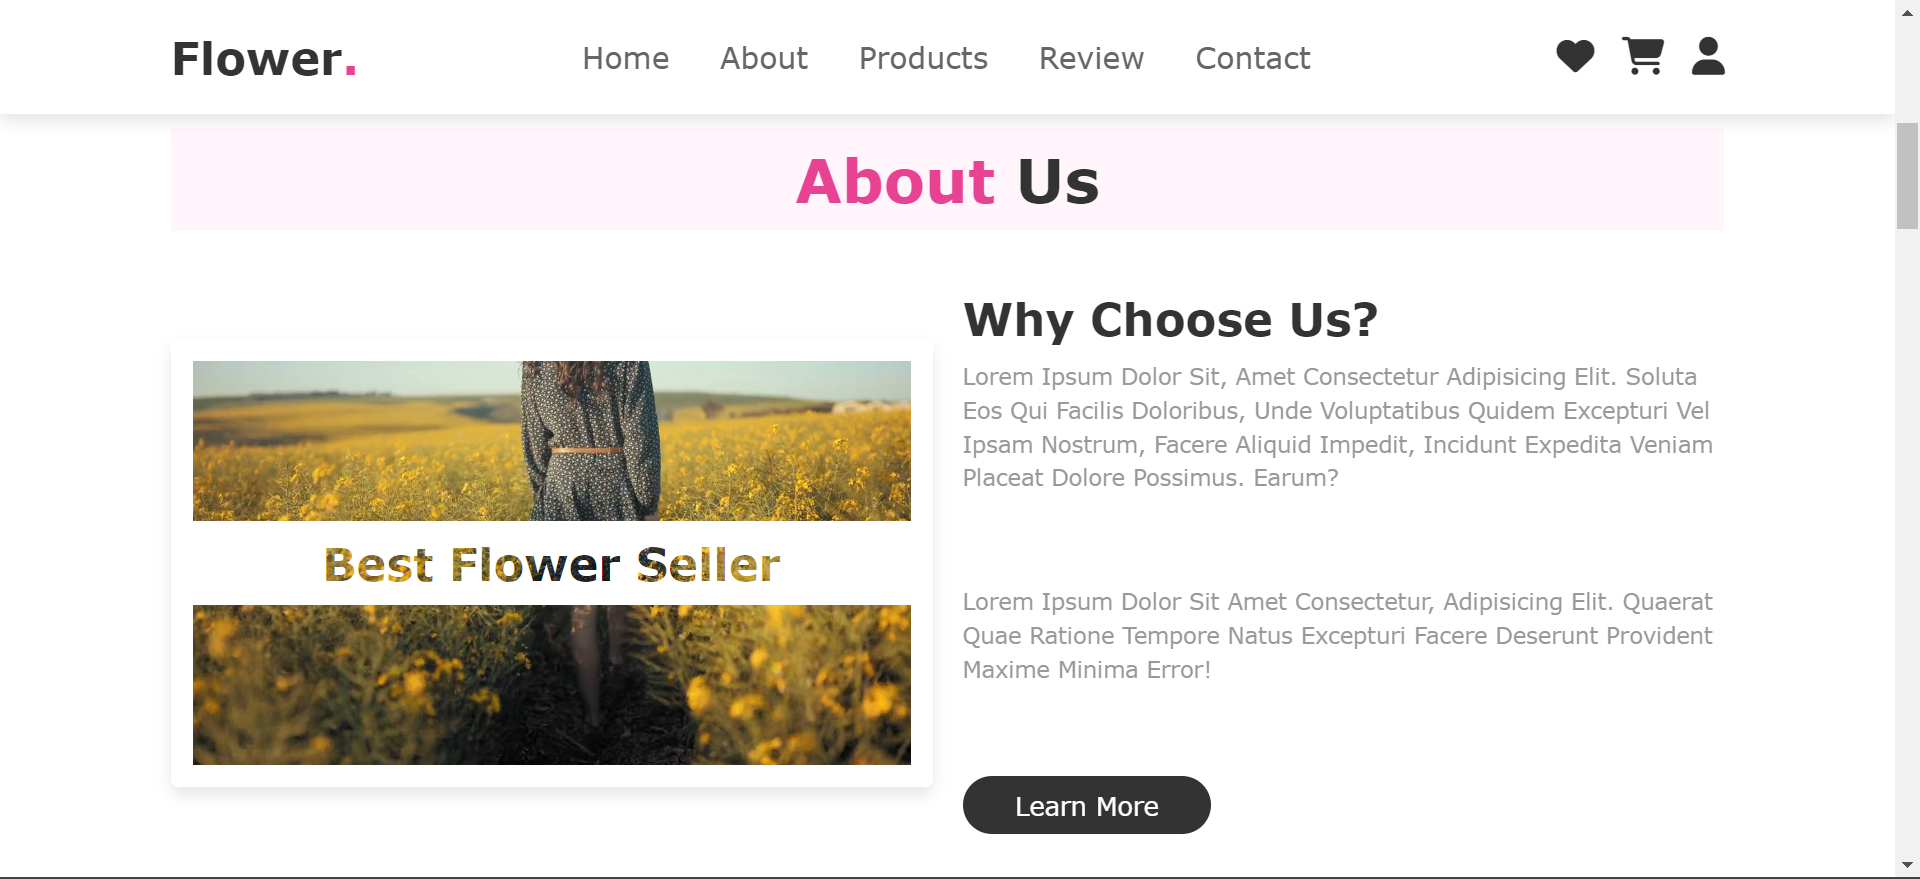 Flower.
Home About Products Review Contact
About Us
Best Flower Seller
Why Choose Us?
Lorem Ipsum Dolor Sit, Amet Consectetur Adipisicing Elit. Soluta
Eos Qui Facilis Doloribus, Unde Voluptatibus Quidem Excepturi Vel
Ipsam Nostrum, Facere Aliquid Impedit, Incidunt Expedita Veniam
Placeat Dolore Possimus. Earum?
Lorem Ipsum Dolor Sit Amet Consectetur, Adipisicing Elit. Quaerat
Quae Ratione Tempore Natus Excepturi Facere Deserunt Provident
Maxime Minima Error!
Learn More